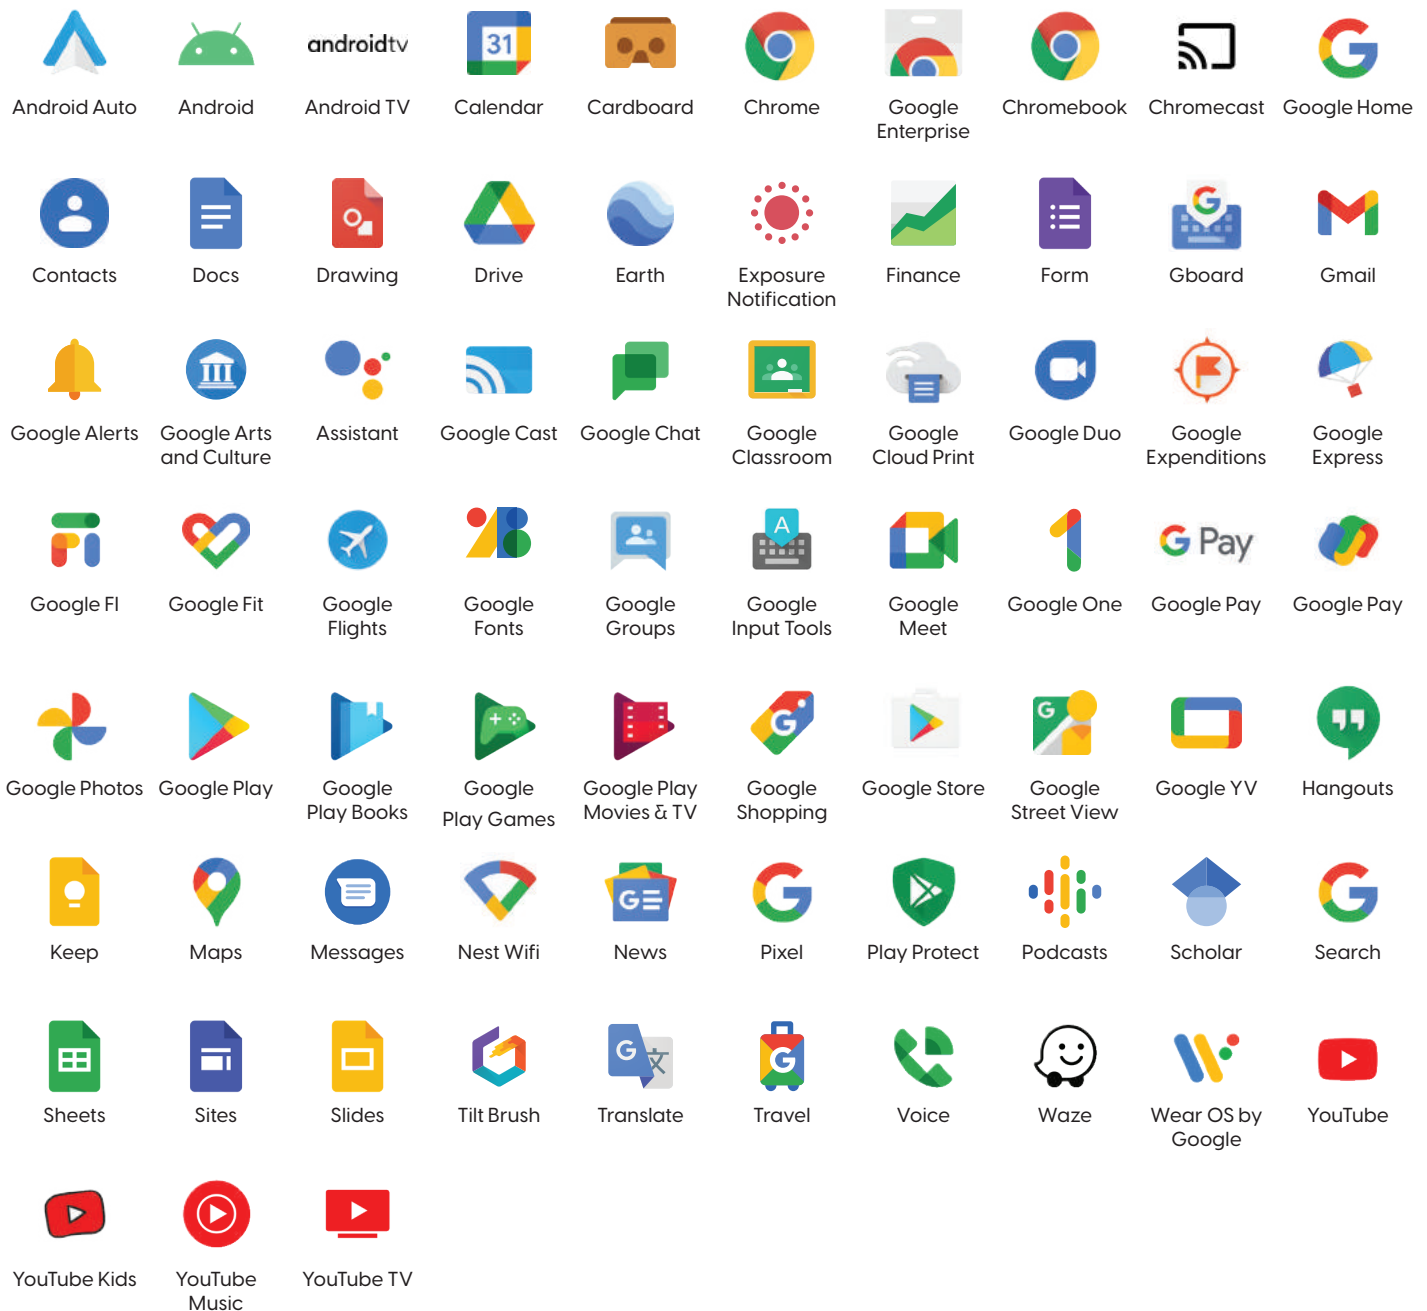 androidtv
31
Android Auto
Android
Android TV
Calendar
Cardboard
Chrome
Google
Enterprise
Chromebook
Chromecast
Google Home
G
Contacts
Docs
Drawing
Drive
Earth
Exposure
Notification
Finance
Form
Gboard
Gmail
Google Alerts
Google Arts
and Culture
Assistant
Google Cast
Google Chat
Google
Classroom
Google
Cloud Print
Google Duo
Google
Expenditions
Google
Express
A
G Pay
Google FI
Google Fit
Google
Flights
Google
Fonts
Google
Groups
Google
Input Tools
Google
Meet
Google One
Google Pay
Google Pay
G
G
Google Photos
Google Play
Google
Play Books
Google
Play Games
Google Play
Movies & TV
Google
Shopping
Google Store
Google
Street View
Google YV
Hangouts
G
G
G
Keep
Maps
Messages
Nest Wifi
News
Pixel
Play Protect
Podcasts
Scholar
Search
G
文
G
Sheets
Sites
Slides
Tilt Brush
Translate
Travel
Voice
Waze
Wear OS by
Google
YouTube
YouTube Kids
YouTube
Music
YouTube TV